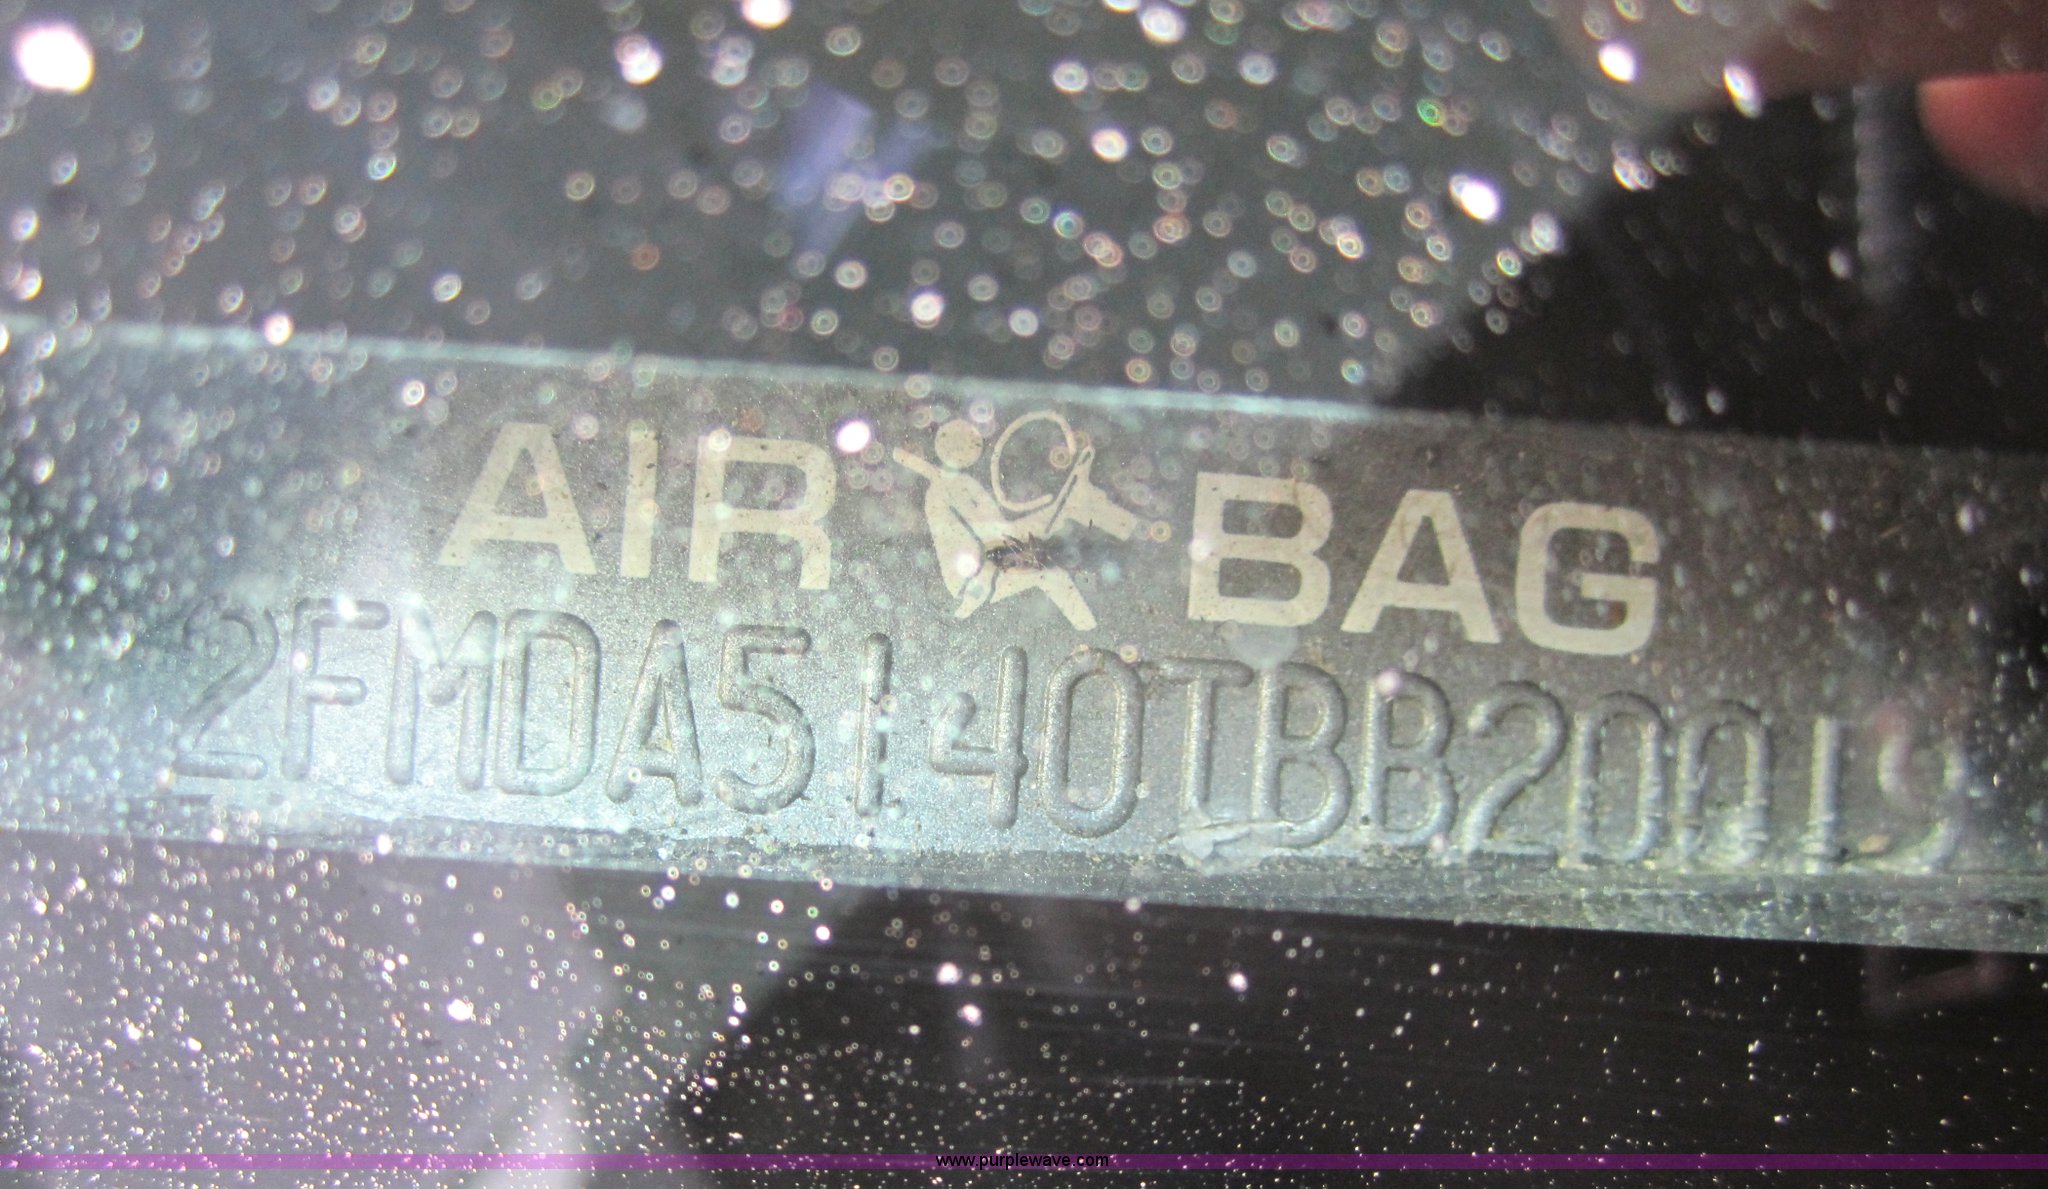 AIR BAG
2FMDA5140TBB20019
www.purplewave.com